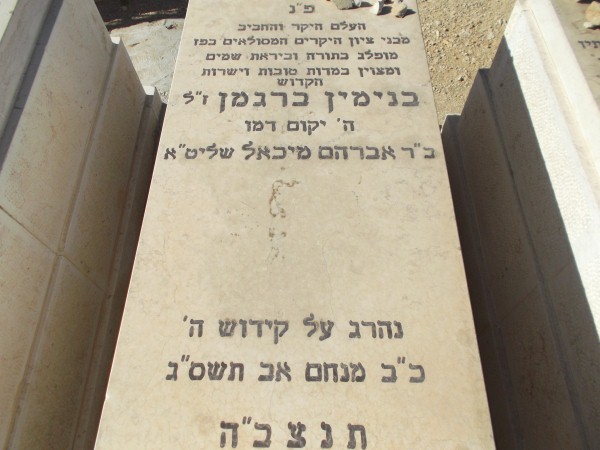 פ"נ
העלם היקר והחביב
מבני ציון היקרים המסולאים בפז
מופלג בתורה וביראת שמים
ומצוין במדות טובות וישרות
הקדוש
בנימין ברגמן ז"ל
ה' יקום דמו
ב"ר אברהם מיכאל שליט"א
נהרג על קידוש ה'
כ"ב מנחם אב תשס"ג
תנצב"ה